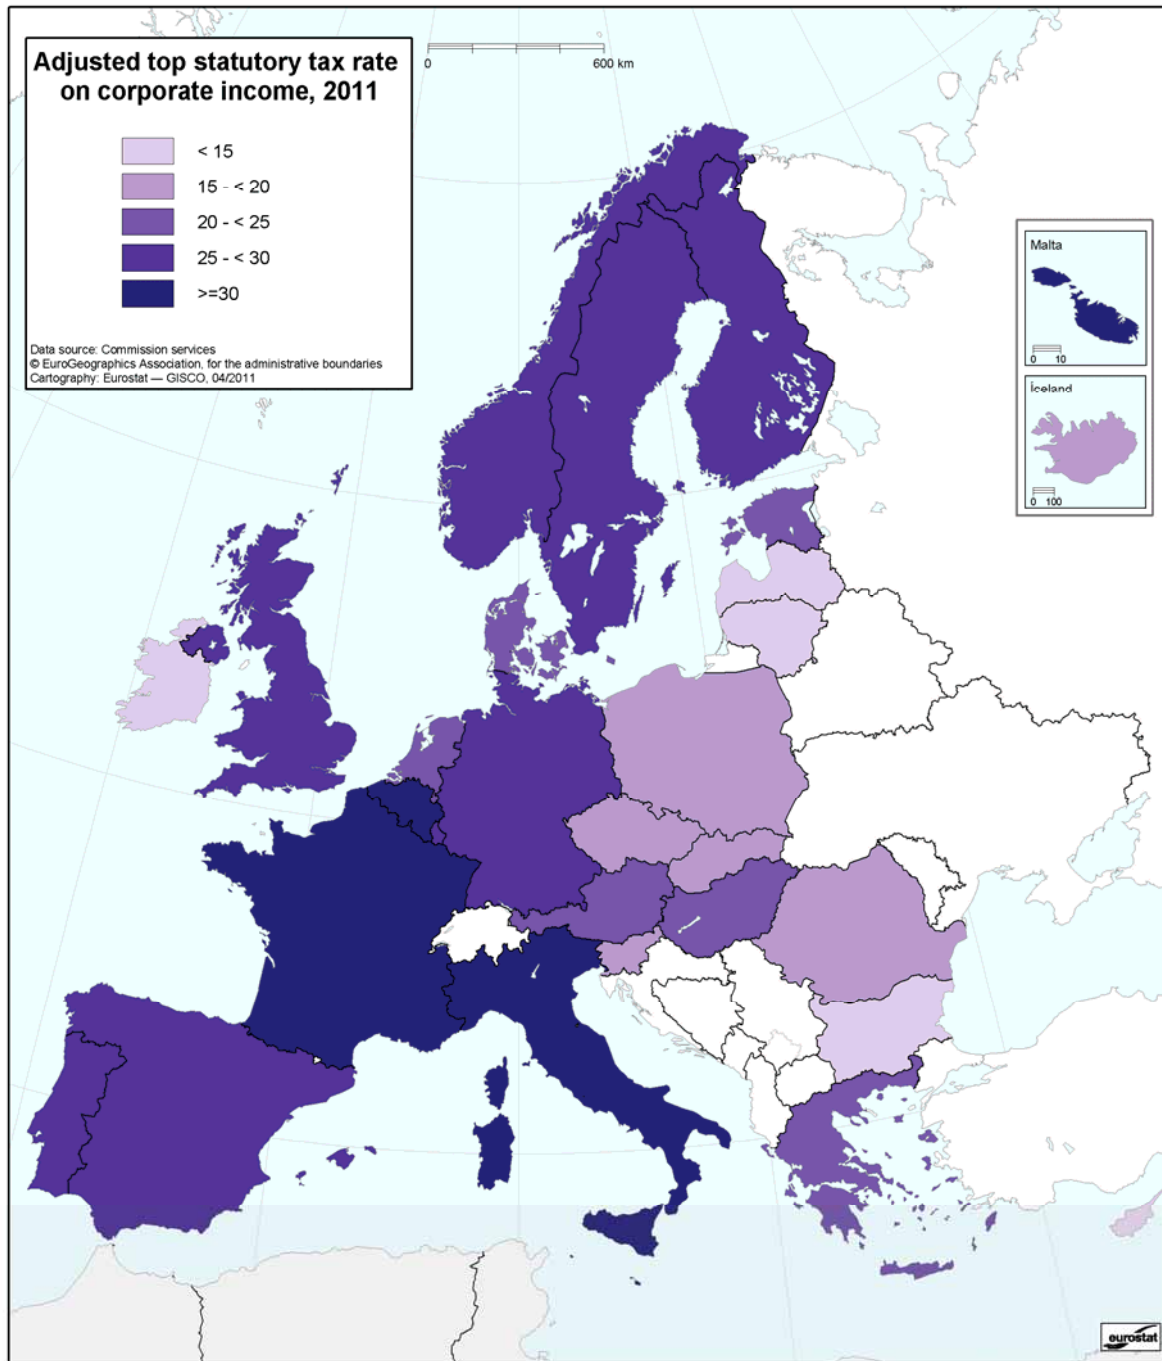 Adjusted top statutory tax rate
on corporate income, 2011
< 15
15 - < 20
20 - < 25
25 - < 30
>=30
Data source: Commission services
© EuroGeographics Association, for the administrative boundaries
Cartography: Eurostat — GISCO, 04/2011
0 600 km
Malta
0 10
Iceland
0 100
eurostat